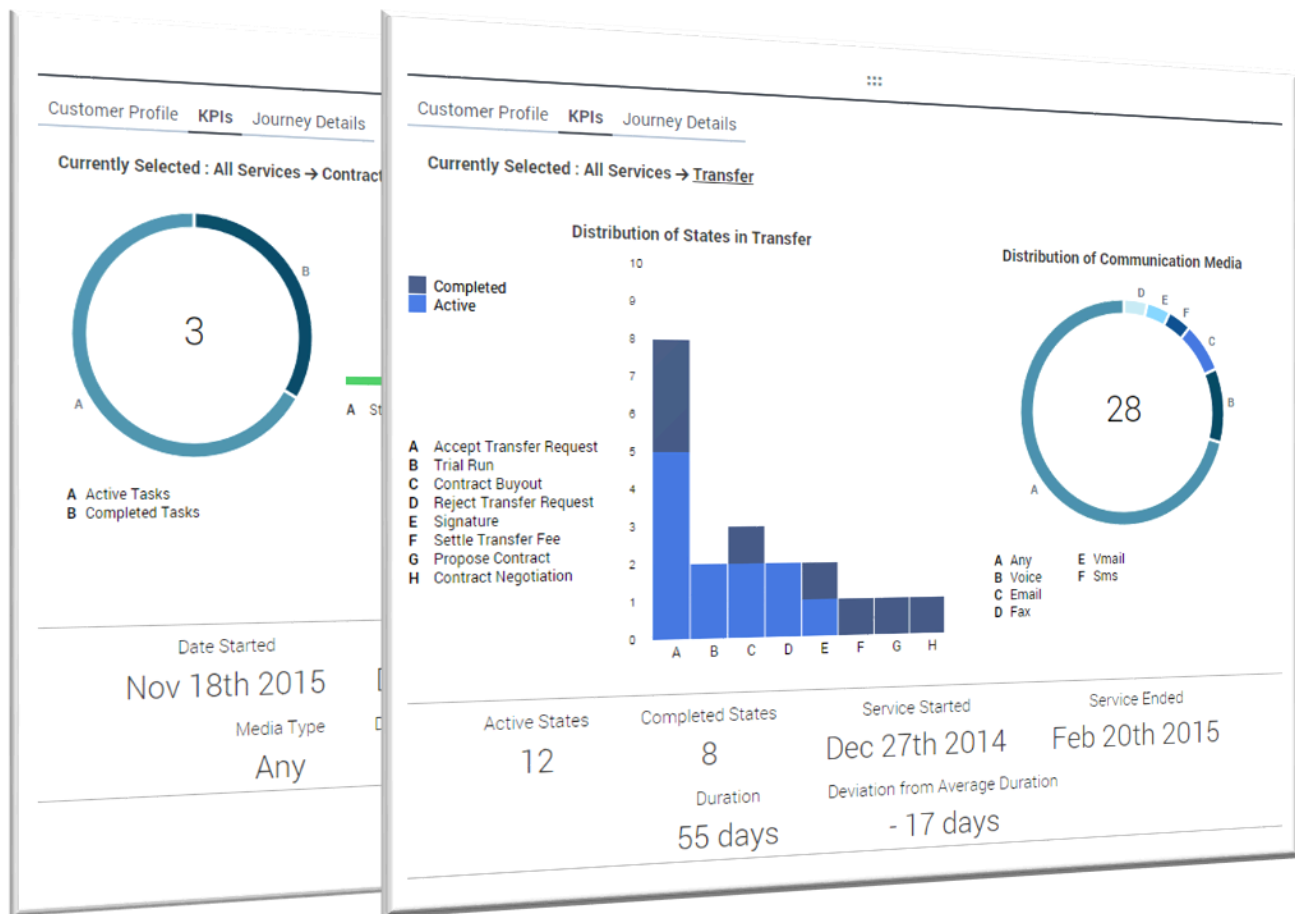 Customer Profile KPIs Journey Details
Currently Selected : All Services → Contract
3
A
B
A St
A Active Tasks
B Completed Tasks
Date Started
Nov 18th 2015
Media Type
Any
Customer Profile KPIs Journey Details
Currently Selected : All Services → Transfer
Distribution of States in Transfer
Completed
Active
10
9
8
7
6
5
4
3
2
1
0
A B C D E F G H
A Accept Transfer Request
B Trial Run
C Contract Buyout
D Reject Transfer Request
E Signature
F Settle Transfer Fee
G Propose Contract
H Contract Negotiation
Distribution of Communication Media
D
E
F
C
B
A
28
A Any E Vmail
B Voice F Sms
C Email
D Fax
Active States Completed States Service Started Service Ended
12 8 Dec 27th 2014 Feb 20th 2015
Duration Deviation from Average Duration
55 days - 17 days